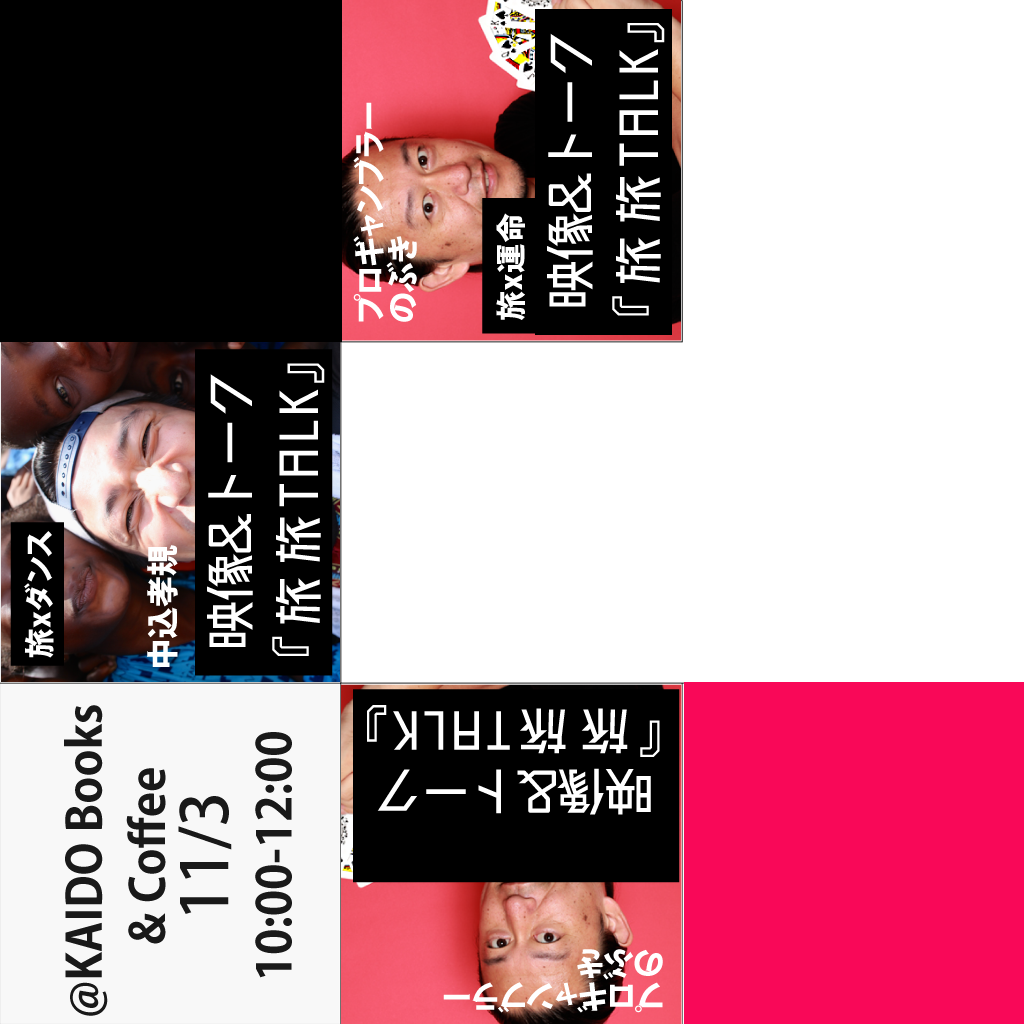 プロギャンブラー
のぶき
旅x運命
映像&トーク
『旅 旅 TALK』
旅xダンス
中込孝規
映像&トーク
『旅 旅 TALK』
@KAIDO Books
& Coffee
11/3
10:00-12:00
『旅 旅 TALK』
映像&トーク
プロギャンブラー
のぶき